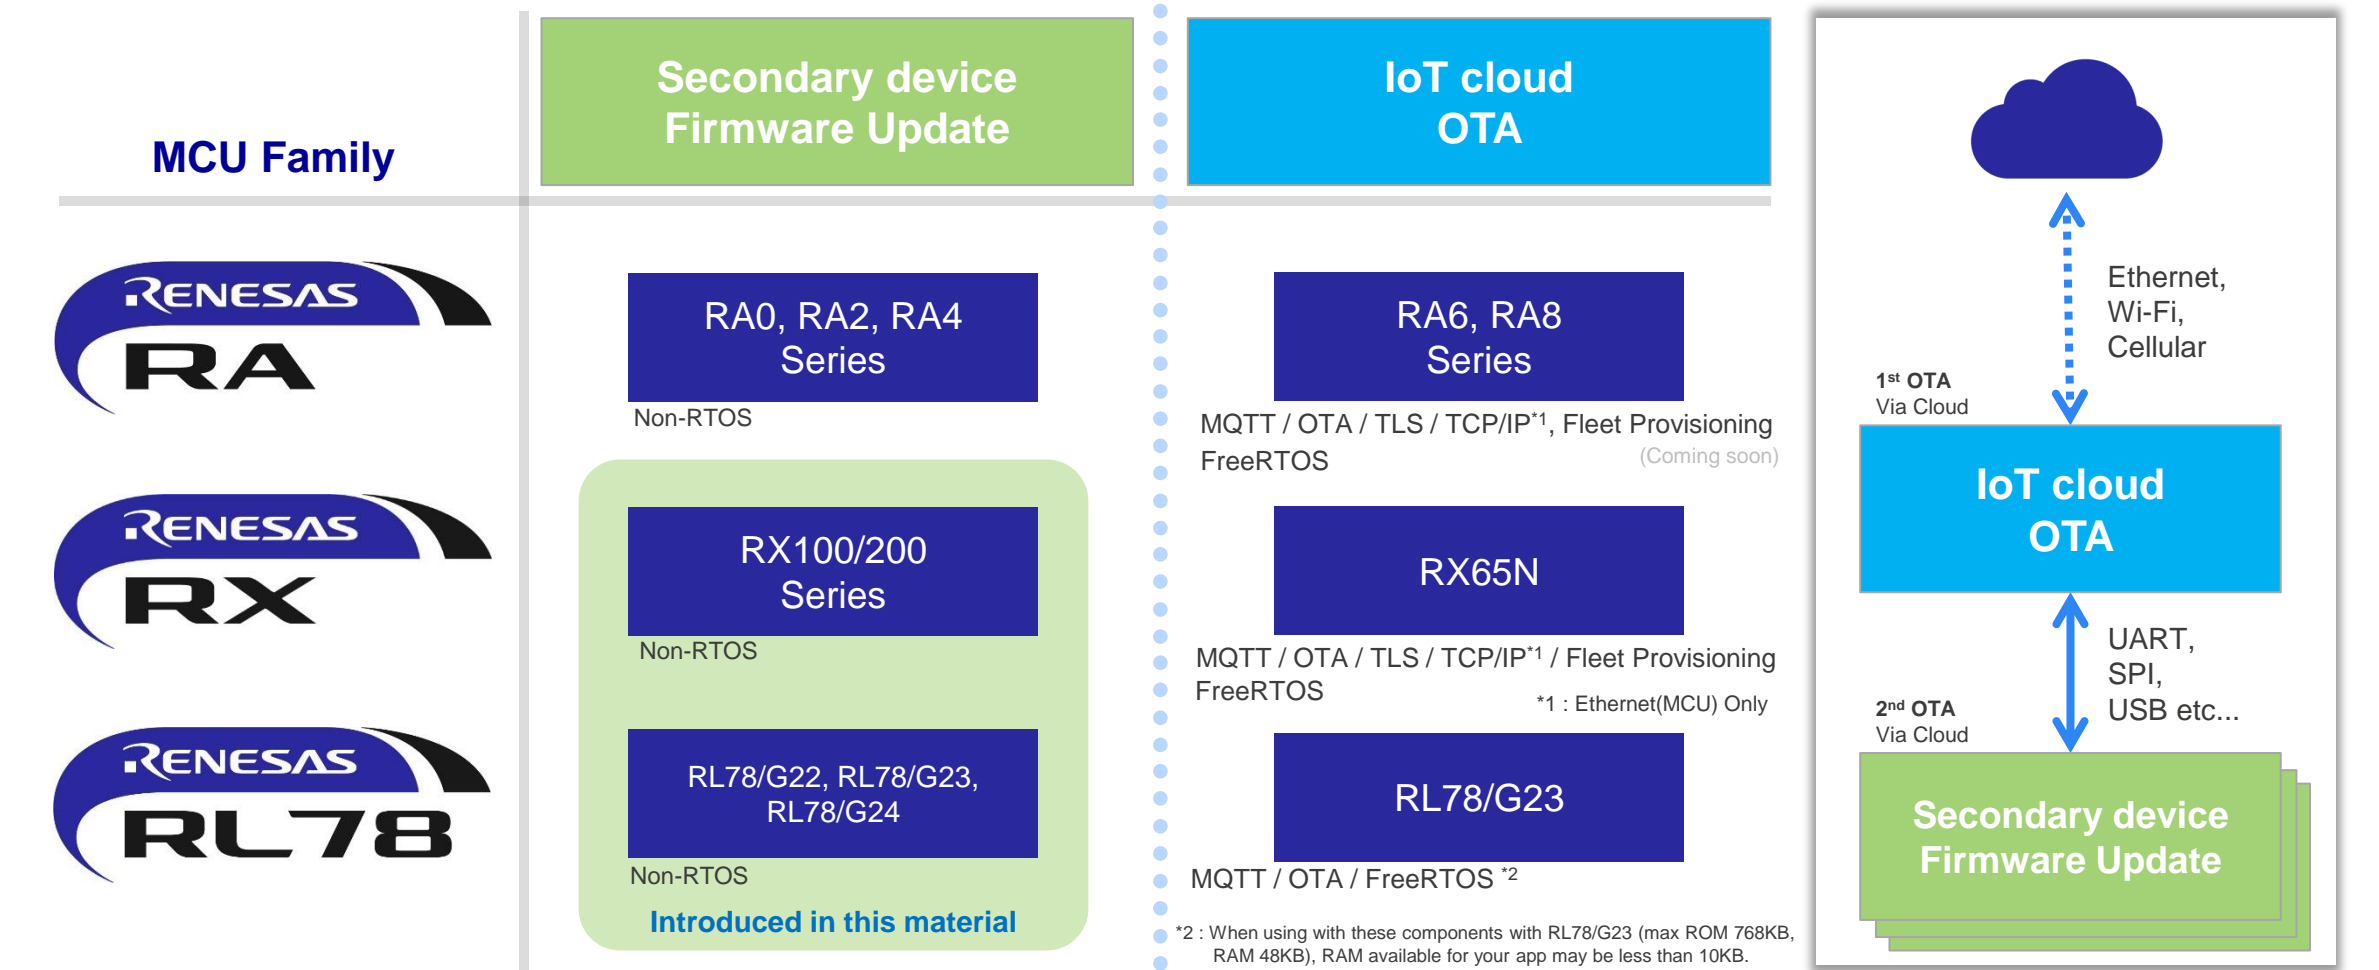 MCU Family
Secondary device
Firmware Update
IoT cloud
OTA
RENESAS
RA
RA0, RA2, RA4
Series
Non-RTOS
RA6, RA8
Series
MQTT / OTA / TLS / TCP/IP*1, Fleet Provisioning
(Coming soon)
FreeRTOS
RENESAS
RX
RX100/200
Series
Non-RTOS
RX65N
MQTT / OTA / TLS / TCP/IP*1 / Fleet Provisioning
FreeRTOS
*1 : Ethernet(MCU) Only
RENESAS
RL78
RL78/G22, RL78/G23,
RL78/G24
Non-RTOS
Introduced in this material
RL78/G23
MQTT / OTA / FreeRTOS *2
*2 : When using with these components with RL78/G23 (max ROM 768KB,
RAM 48KB), RAM available for your app may be less than 10KB.
Ethernet,
Wi-Fi,
Cellular
1st OTA
Via Cloud
IoT cloud
OTA
UART,
SPI,
USB etc...
2nd OTA
Via Cloud
Secondary device
Firmware Update